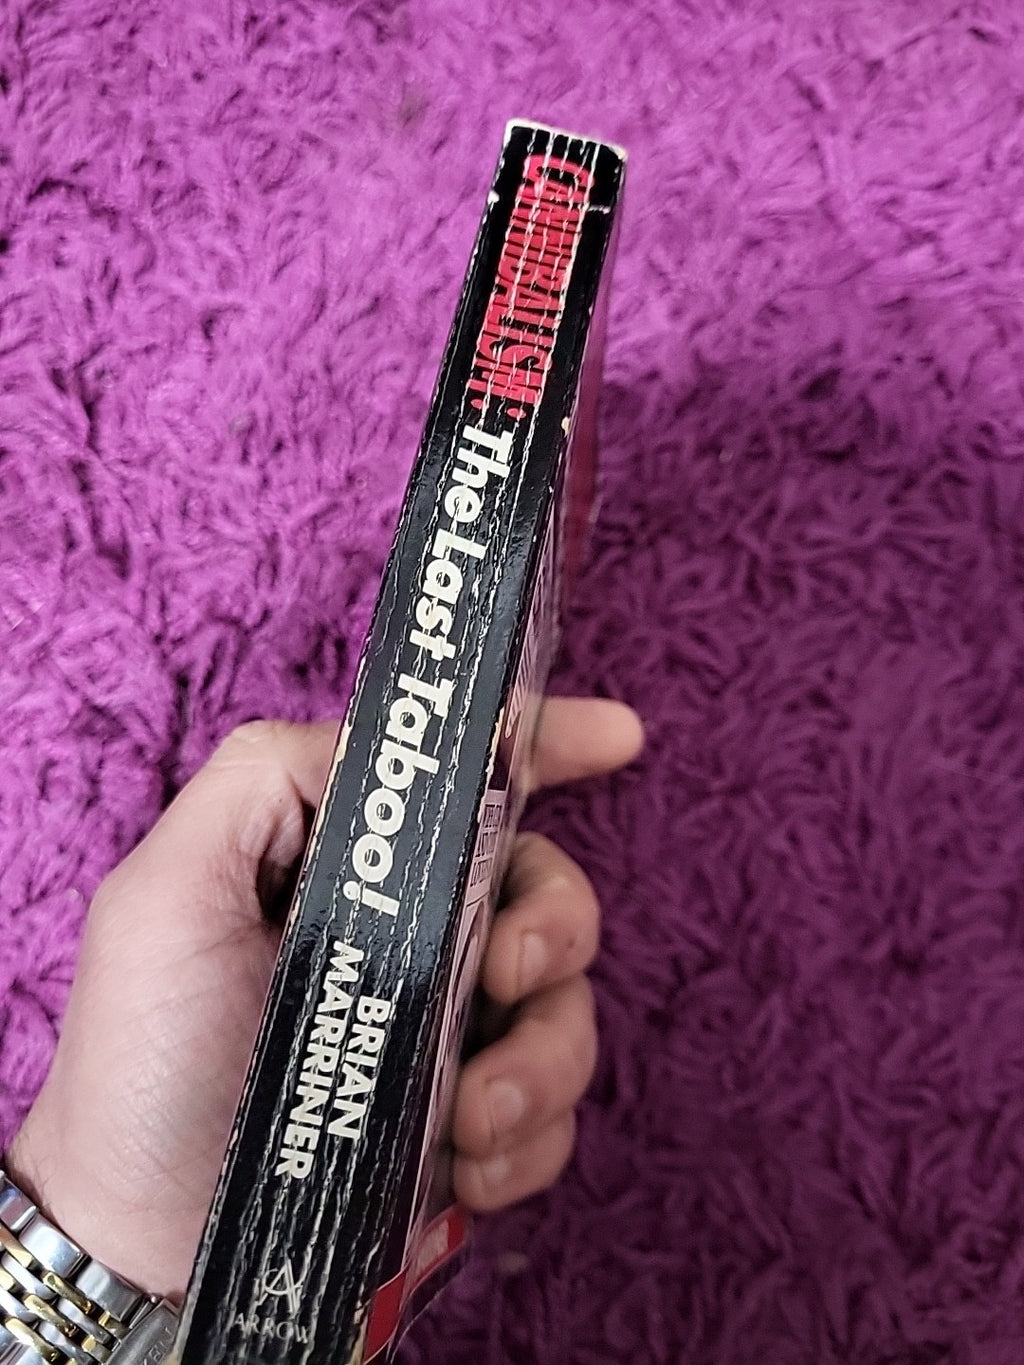 CANNIBALISM:
The Last Taboo!
BRIAN
MARRINER
ARROW